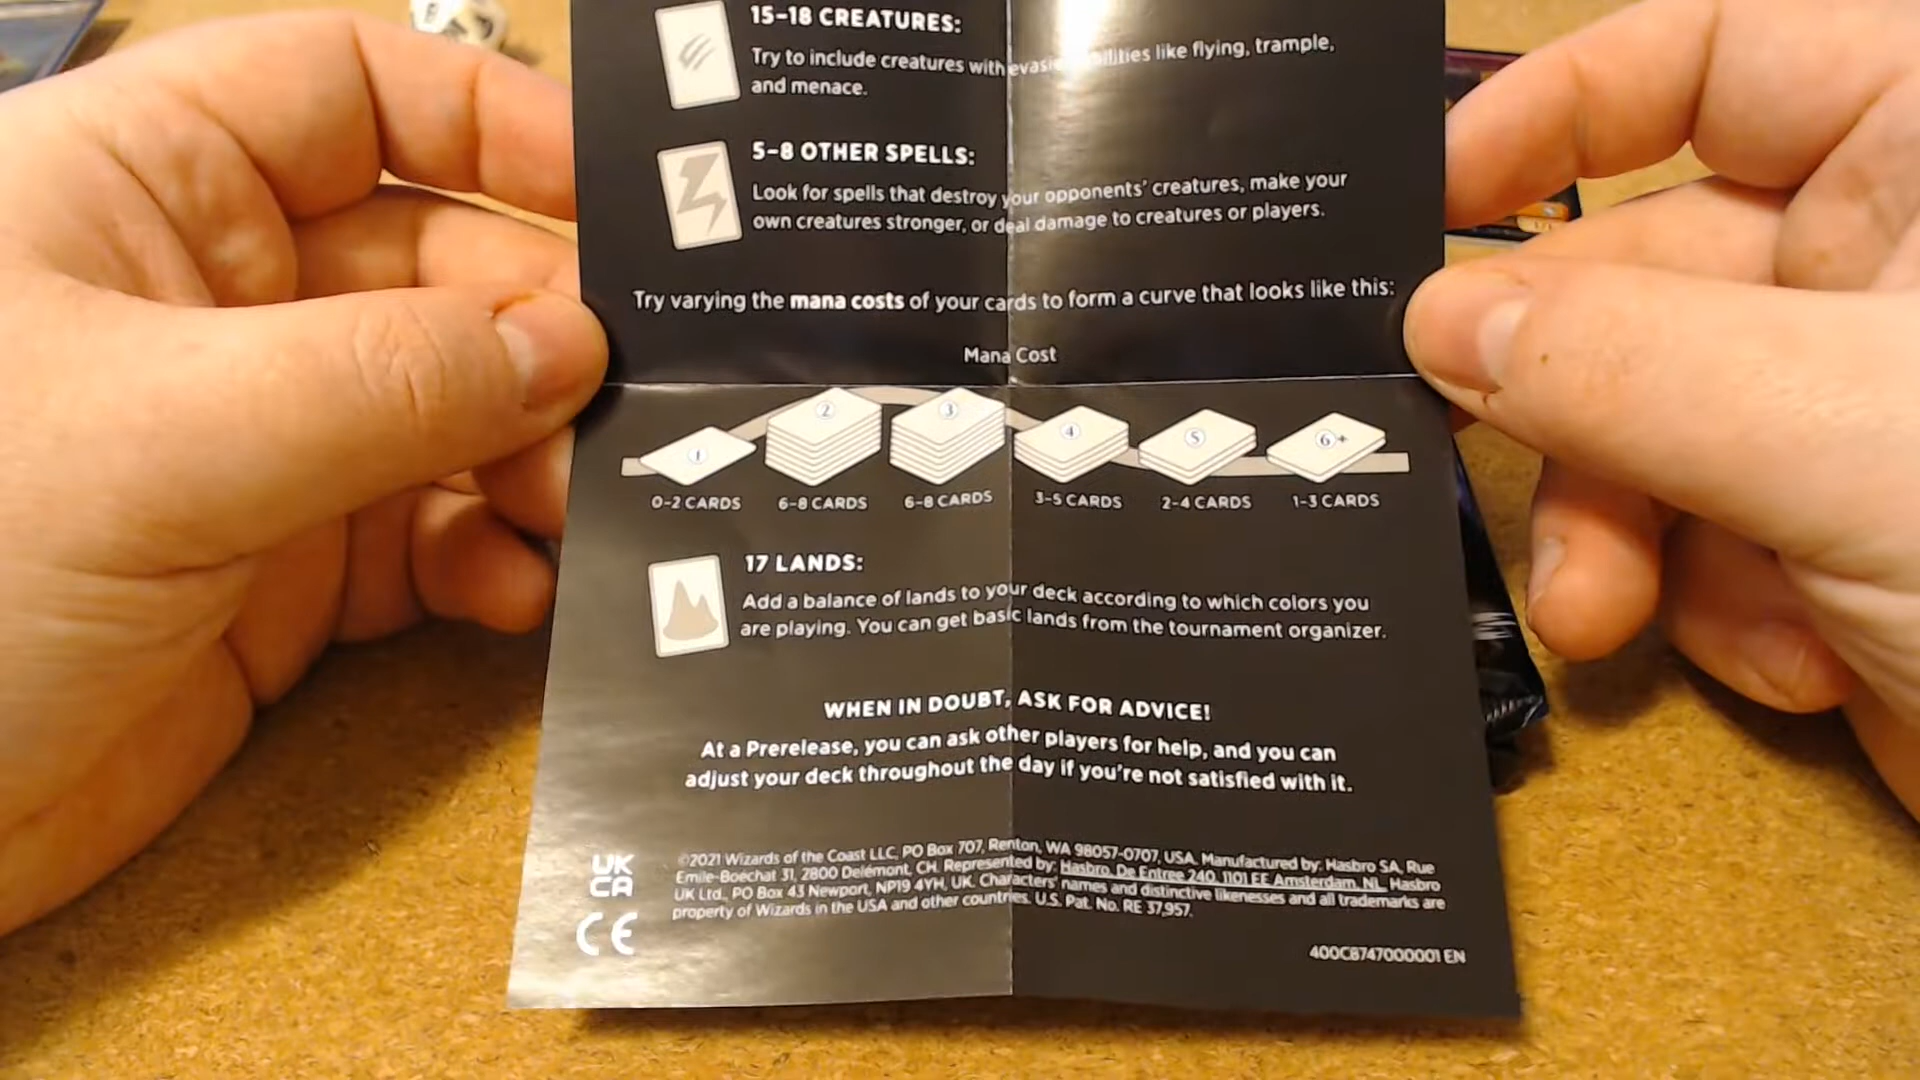 15-18 CREATURES:
Try to include creatures with evasion abilities like flying, trample,
and menace.
5-8 OTHER SPELLS:
Look for spells that destroy your opponents' creatures, make your
own creatures stronger, or deal damage to creatures or players.
Try varying the mana costs of your cards to form a curve that looks like this:
Mana Cost
1 2 3 4 5 6+
0-2 CARDS 6-8 CARDS 6-8 CARDS 3-5 CARDS 2-4 CARDS 1-3 CARDS
17 LANDS:
Add a balance of lands to your deck according to which colors you
are playing. You can get basic lands from the tournament organizer.
WHEN IN DOUBT, ASK FOR ADVICE!
At a Prerelease, you can ask other players for help, and you can
adjust your deck throughout the day if you're not satisfied with it.
UK
CA
CE
©2021 Wizards of the Coast LLC, PO Box 707, Renton, WA 98057-0707, USA. Manufactured by: Hasbro SA, Rue
Emile-Boéchat 31, 2800 Delémont, CH. Represented by: Hasbro, De Entree 240, 1101 EE Amsterdam, NL. Hasbro
UK Ltd., PO Box 43 Newport, NP19 4YH, UK. Characters' names and distinctive likenesses and all trademarks are
property of Wizards in the USA and other countries. U.S. Pat. No. RE 37,957.
400C8747000001 EN